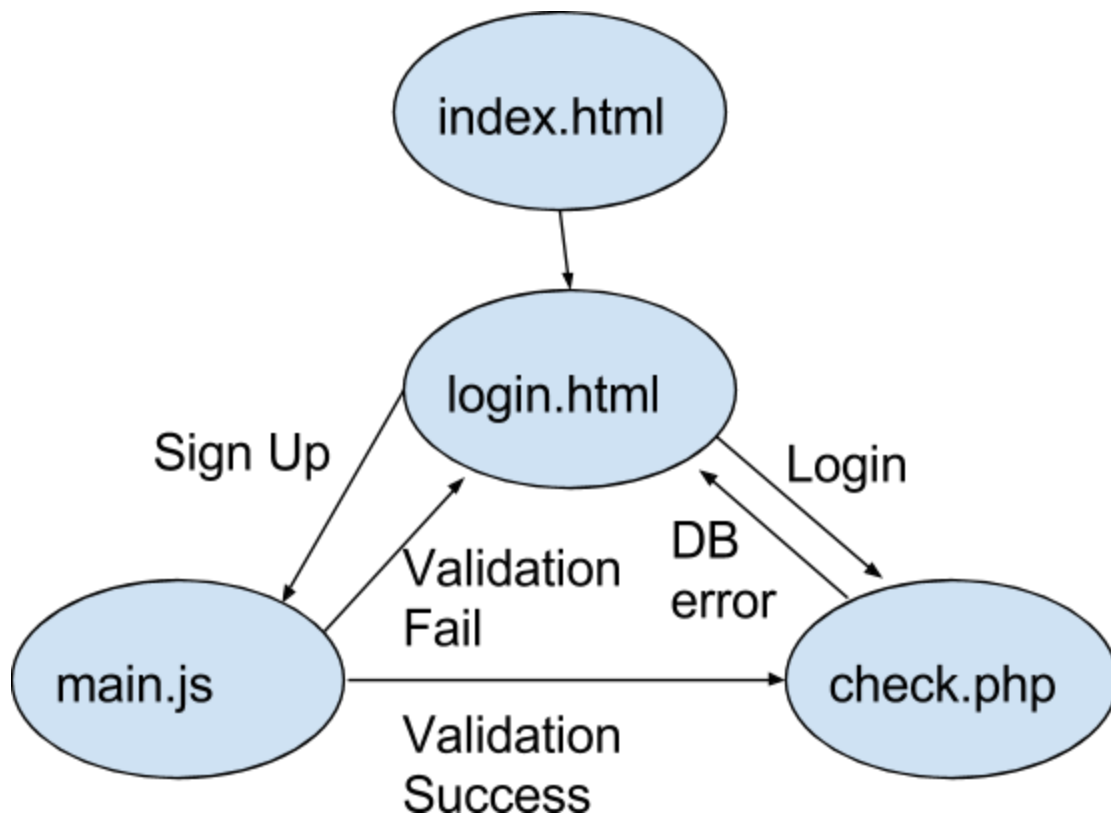 index.html
login.html
Sign Up
Login
Validation
Fail
DB
error
main.js
check.php
Validation
Success